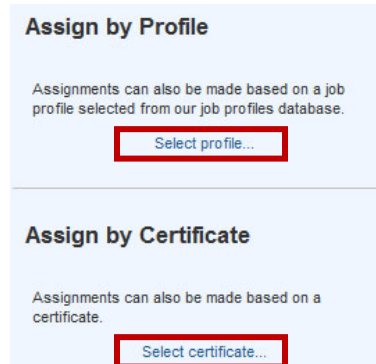 Assign by Profile
Assignments can also be made based on a job
profile selected from our job profiles database.
Select profile...
Assign by Certificate
Assignments can also be made based on a
certificate.
Select certificate...